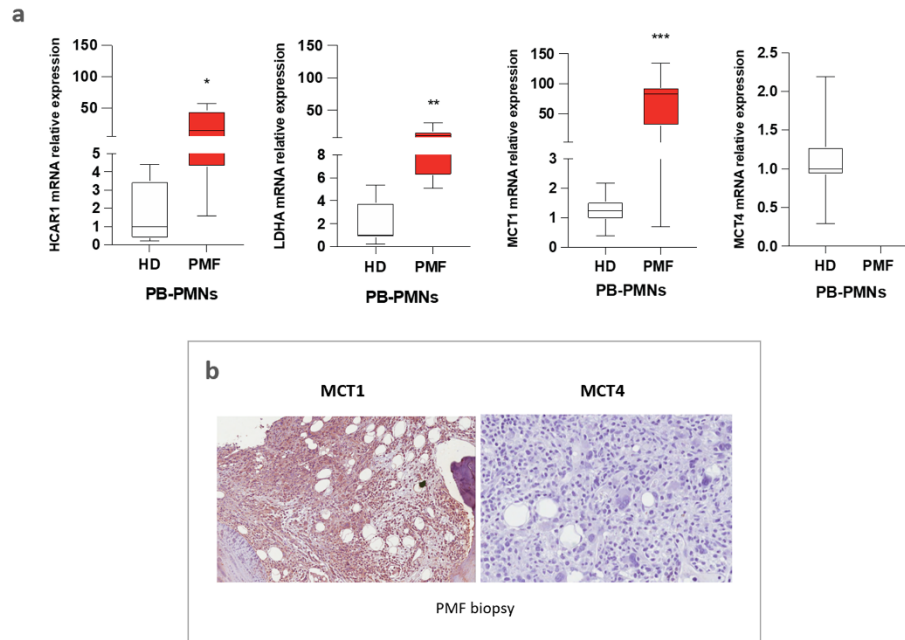 a
HCAR1 mRNA relative expression
150
100
50
5
4
3
2
1
0
*
HD PMF
PB-PMNs
LDHA mRNA relative expression
150
100
50
8
6
4
2
0
**
HD PMF
PB-PMNs
MCT1 mRNA relative expression
150
100
50
3
2
1
0
***
HD PMF
PB-PMNs
MCT4 mRNA relative expression
2.5
2.0
1.5
1.0
0.5
0.0
HD PMF
PB-PMNs
b
MCT1 MCT4
PMF biopsy